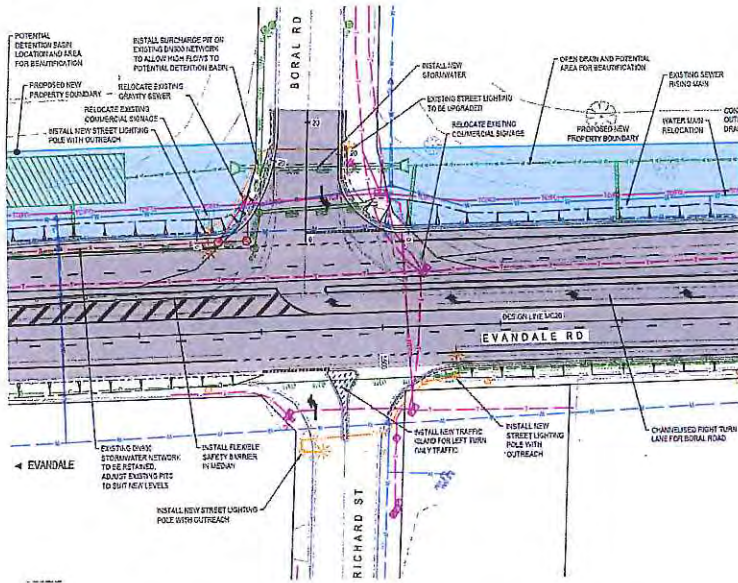 POTENTIAL
DETENTION BASIN
LOCATION AND AREA
FOR BEAUTIFICATION
INSTALL SURCHARGE PIT ON
EXISTING DN900 NETWORK
TO ALLOW HIGH FLOWS TO
POTENTIAL DETENTION BASIN
BORAL RD
INSTALL NEW
STORMWATER
OPEN DRAIN AND POTENTIAL
AREA FOR BEAUTIFICATION
EXISTING SEWER
RISING MAIN
PROPOSED NEW
PROPERTY BOUNDARY
RELOCATE EXISTING
GRAVITY SEWER
EXISTING STREET LIGHTING
TO BE UPGRADED
RELOCATE EXISTING
COMMERCIAL SIGNAGE
RELOCATE EXISTING
COMMERCIAL SIGNAGE
PROPOSED NEW
PROPERTY BOUNDARY
WATER MAIN
RELOCATION
INSTALL NEW STREET LIGHTING
POLE WITH OUTREACH
DESIGN LINE MC20
EVANDALE RD
◄ EVANDALE
EXISTING
STORMWATER NETWORK
TO BE RETAINED,
ADJUST EXISTING PITS
TO SUIT NEW LEVELS
INSTALL FLEXIBLE
SAFETY BARRIER
IN MEDIAN
INSTALL NEW TRAFFIC
ISLAND FOR LEFT TURN
ONLY TRAFFIC
INSTALL NEW
STREET LIGHTING
POLE WITH
OUTREACH
CHANNELISED RIGHT TURN
LANE FOR BORAL ROAD
INSTALL NEW STREET LIGHTING
POLE WITH OUTREACH
RICHARD ST